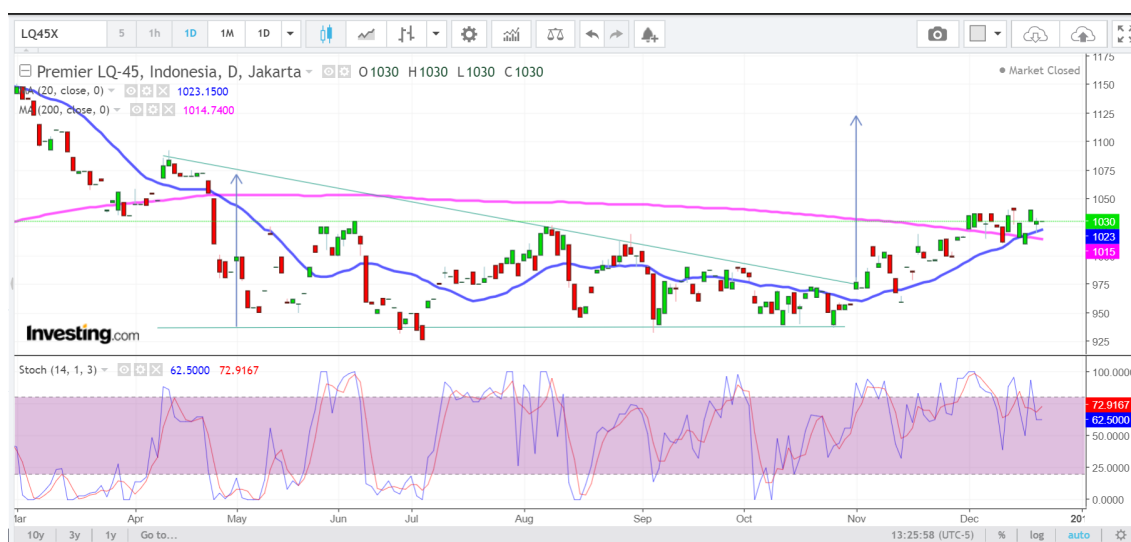 LQ45X 5 1h 1D 1M 1D
Premier LQ-45, Indonesia, D, Jakarta O1030 H1030 L1030 C1030
Market Closed
(20, close, 0) 1023.1500
MA (200, close, 0) 1014.7400
1175
1150
1125
1100
1075
1050
1030
1023
1015
975
950
925
Investing.com
Stoch (14, 1, 3) 62.5000 72.9167
100.000
72.9167
62.5000
50.0000
25.0000
0.0000
Apr May Jun Jul Aug Sep Oct Nov Dec
10y 3y 1y Go to... 13:25:58 (UTC-5) % log auto